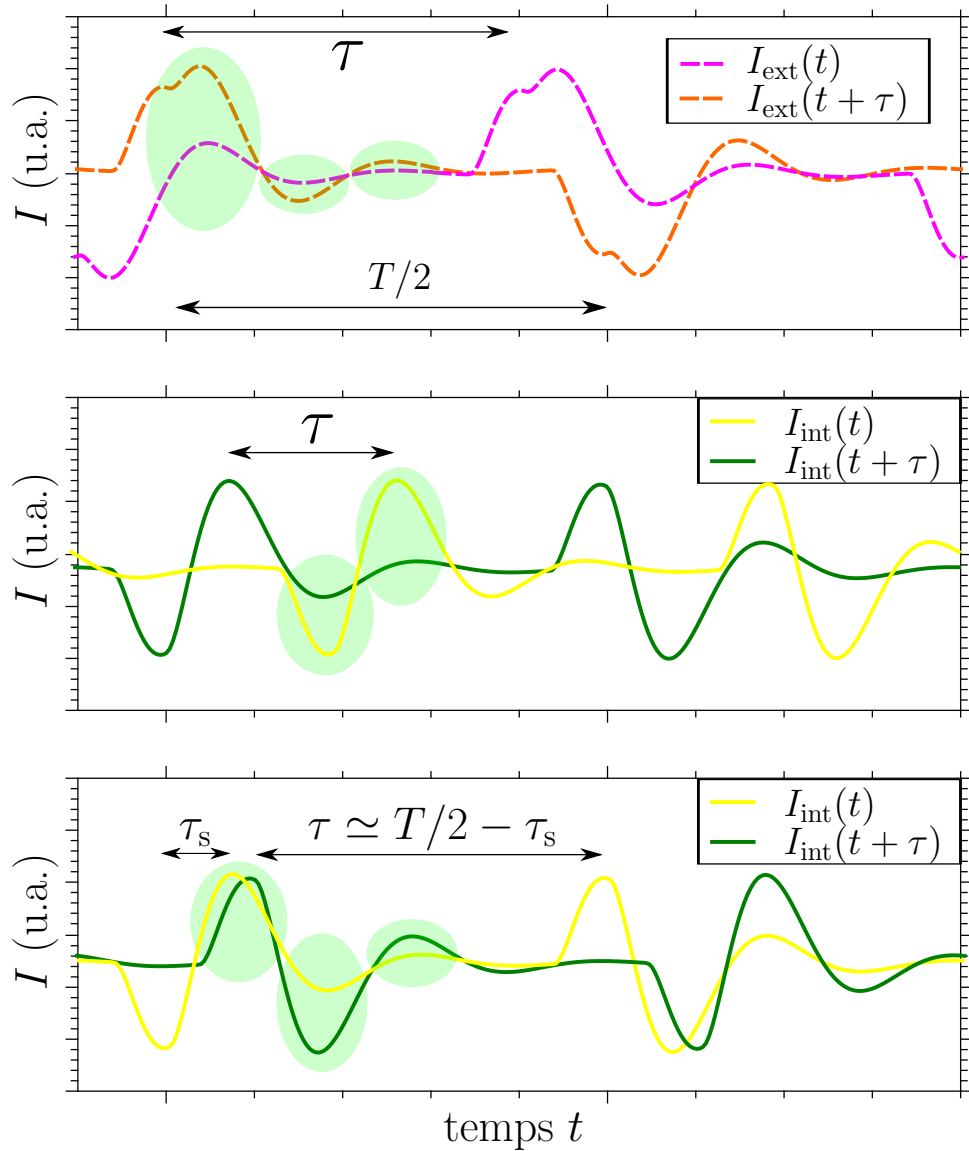 τ
I_ext(t)
I_ext(t + τ)
I (u.a.)
T/2
τ
I_int(t)
I_int(t + τ)
I (u.a.)
τ_s
τ ≃ T/2 − τ_s
I_int(t)
I_int(t + τ)
I (u.a.)
temps t